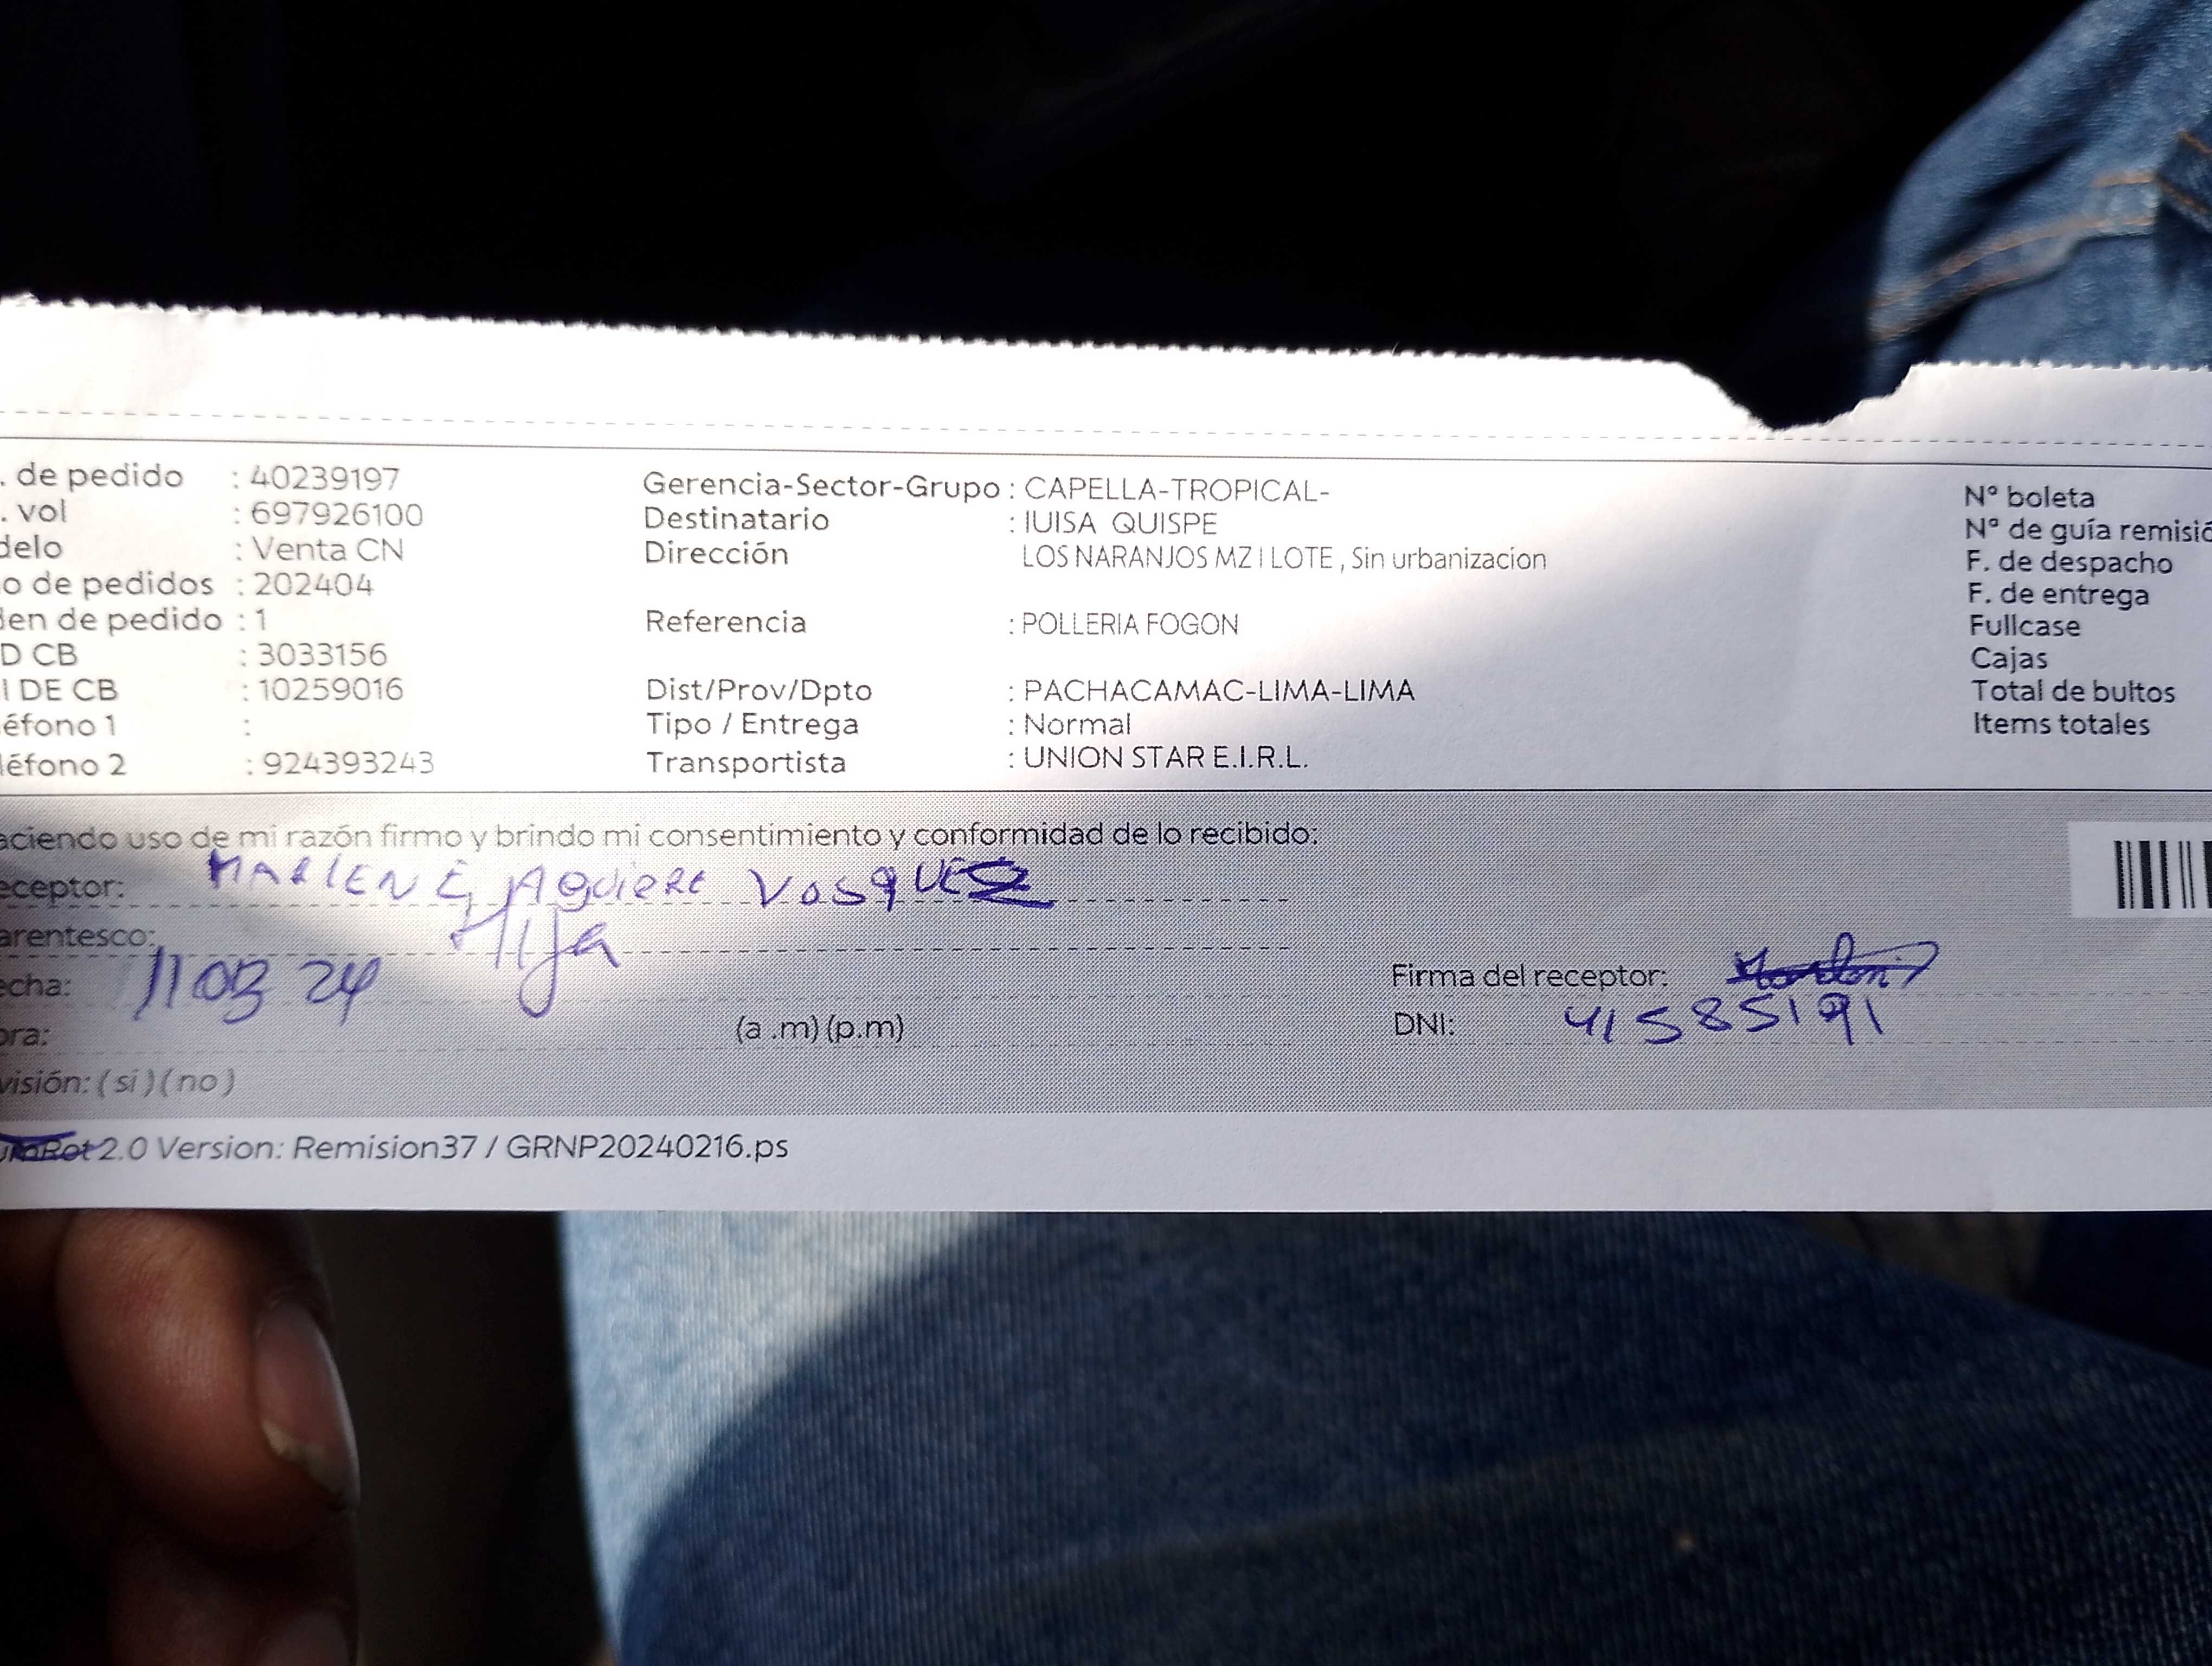 . de pedido : 40239197 Gerencia-Sector-Grupo : CAPELLA-TROPICAL- N° boleta
. vol : 697926100 Destinatario : IUISA QUISPE N° de guía remisió
delo : Venta CN Dirección LOS NARANJOS MZ I LOTE , Sin urbanizacion F. de despacho
o de pedidos : 202404 F. de entrega
den de pedido : 1 Referencia : POLLERIA FOGON Fullcase
D CB : 3033156 Cajas
I DE CB : 10259016 Dist/Prov/Dpto : PACHACAMAC-LIMA-LIMA Total de bultos
éfono 1 : Tipo / Entrega : Normal Items totales
léfono 2 : 924393243 Transportista : UNION STAR E.I.R.L.
aciendo uso de mi razón firmo y brindo mi consentimiento y conformidad de lo recibido:
eceptor: MARLENE Aguiere Vasquez
arentesco: Hija
echa: 11 03 24 Firma del receptor:
ora: (a .m) (p.m) DNI: 41585191
visión: ( si ) ( no )
2.0 Version: Remision37 / GRNP20240216.ps